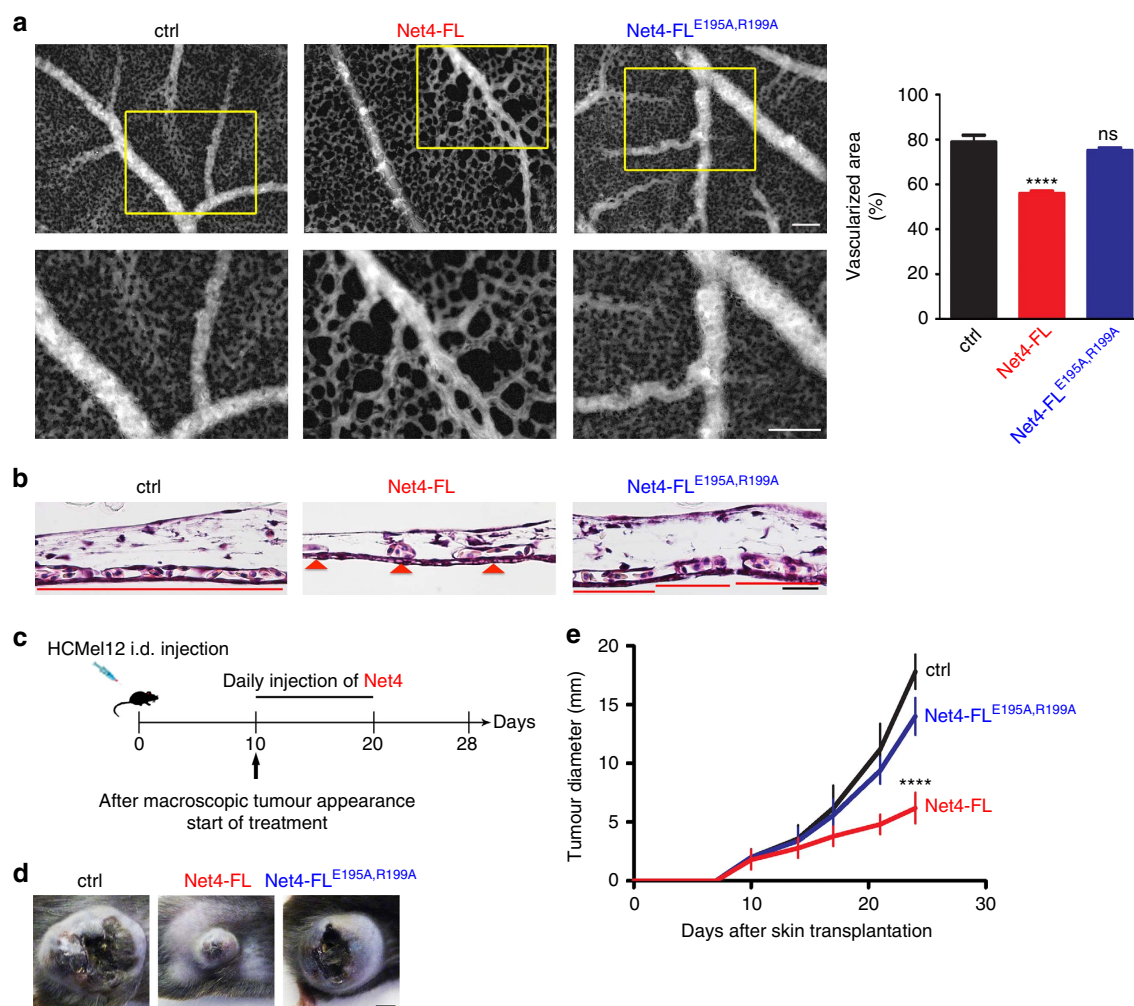 a
ctrl
Net4-FL
Net4-FL^E195A,R199A
100
80
60
40
20
0
Vascularized area
(%)
****
ns
ctrl
Net4-FL
Net4-FL^E195A,R199A
b
ctrl
Net4-FL
Net4-FL^E195A,R199A
c
HCMel12 i.d. injection
Daily injection of Net4
Days
0 10 20 28
After macroscopic tumour appearance
start of treatment
d
ctrl
Net4-FL
Net4-FL^E195A,R199A
e
20
15
10
5
0
Tumour diameter (mm)
ctrl
Net4-FL^E195A,R199A
****
Net4-FL
0 10 20 30
Days after skin transplantation